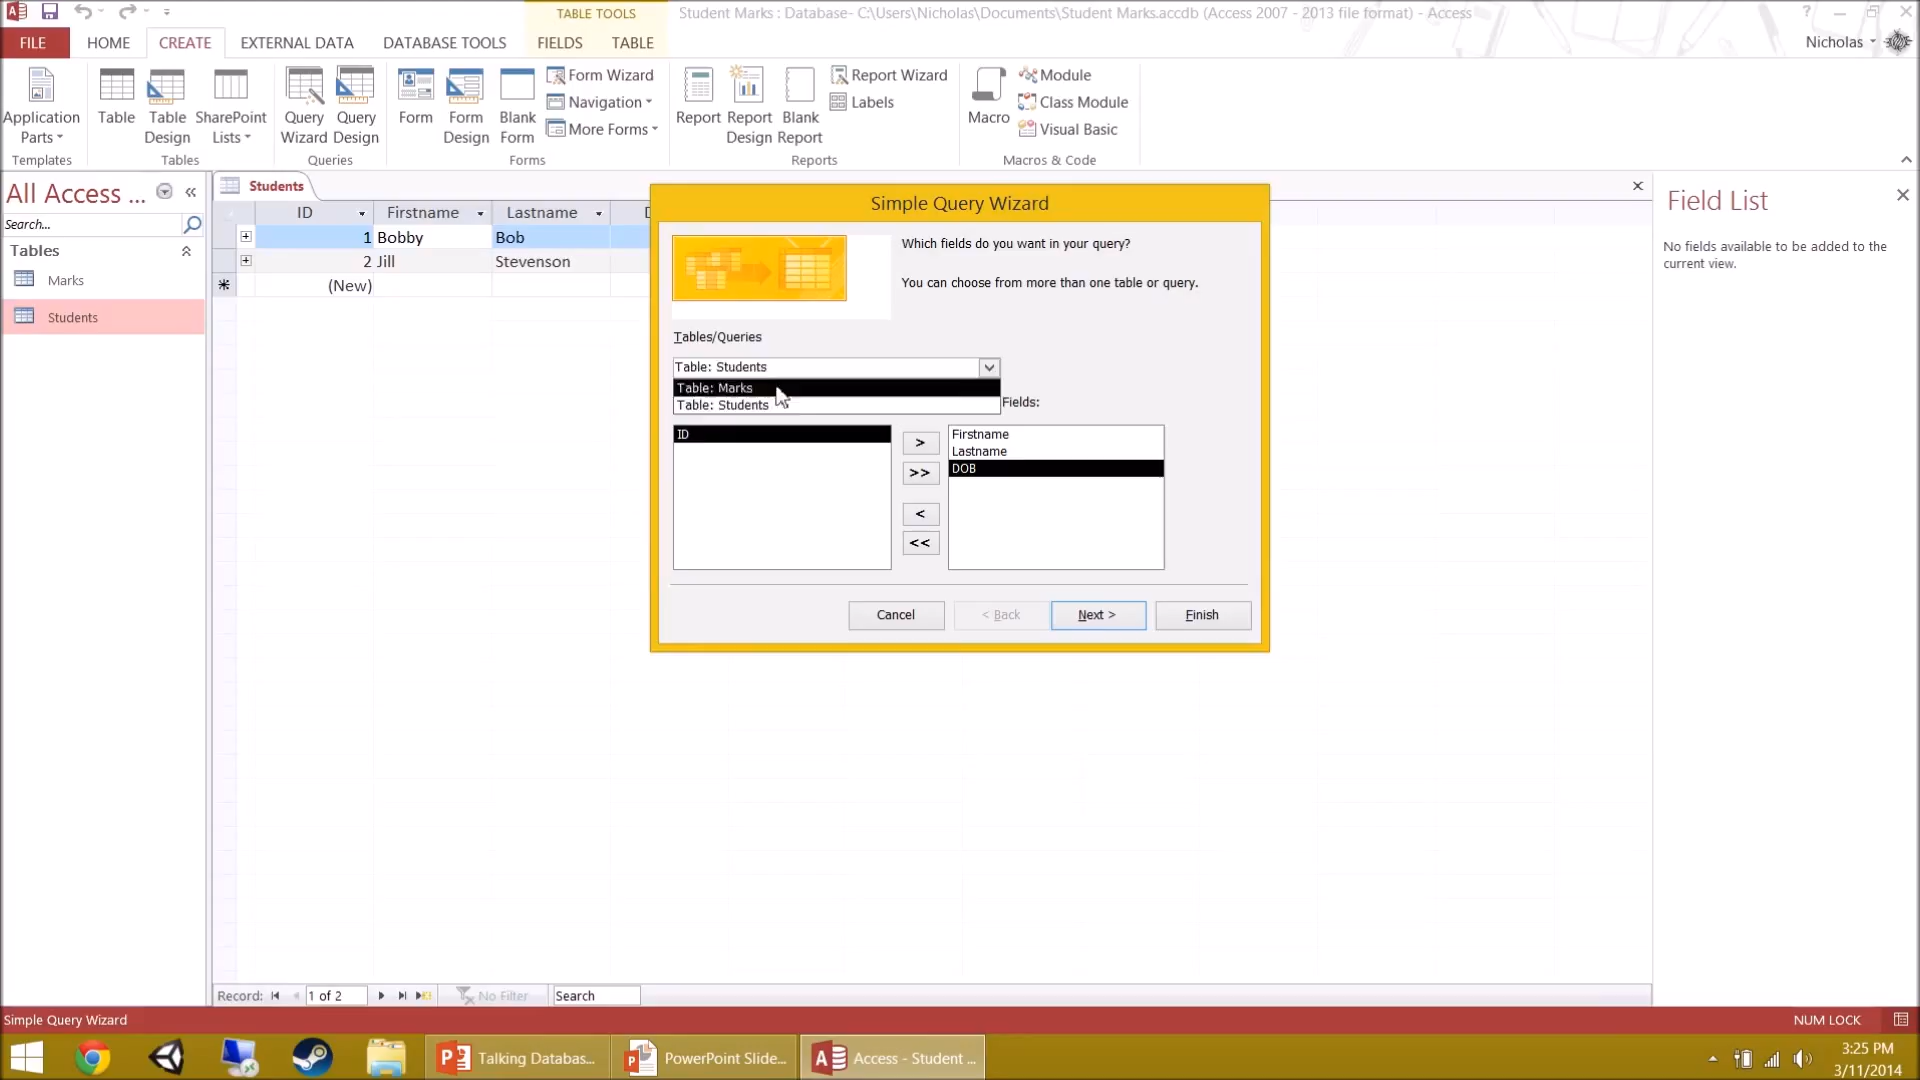 TABLE TOOLS
Student Marks : Database- C:\Users\Nicholas\Documents\Student Marks.accdb (Access 2007 - 2013 file format) - Access
?
FILE HOME CREATE EXTERNAL DATA DATABASE TOOLS FIELDS TABLE
Nicholas
Application Parts
Table
Table Design
SharePoint Lists
Query Wizard
Query Design
Form
Form Design
Blank Form
Form Wizard
Navigation
More Forms
Report
Report Design
Blank Report
Report Wizard
Labels
Macro
Module
Class Module
Visual Basic
Templates Tables Queries Forms Reports Macros & Code
All Access ...
Search...
Tables
Marks
Students
Students
ID Firstname Lastname
1 Bobby Bob
2 Jill Stevenson
(New)
Simple Query Wizard
Which fields do you want in your query?
You can choose from more than one table or query.
Tables/Queries
Table: Students
Table: Marks
Table: Students
Fields:
ID
>
>>
<
<<
Firstname
Lastname
DOB
Cancel < Back Next > Finish
Field List
No fields available to be added to the
current view.
Record: 1 of 2 No Filter Search
Simple Query Wizard NUM LOCK
Talking Databas... PowerPoint Slide... Access - Student ...
3:25 PM
3/11/2014